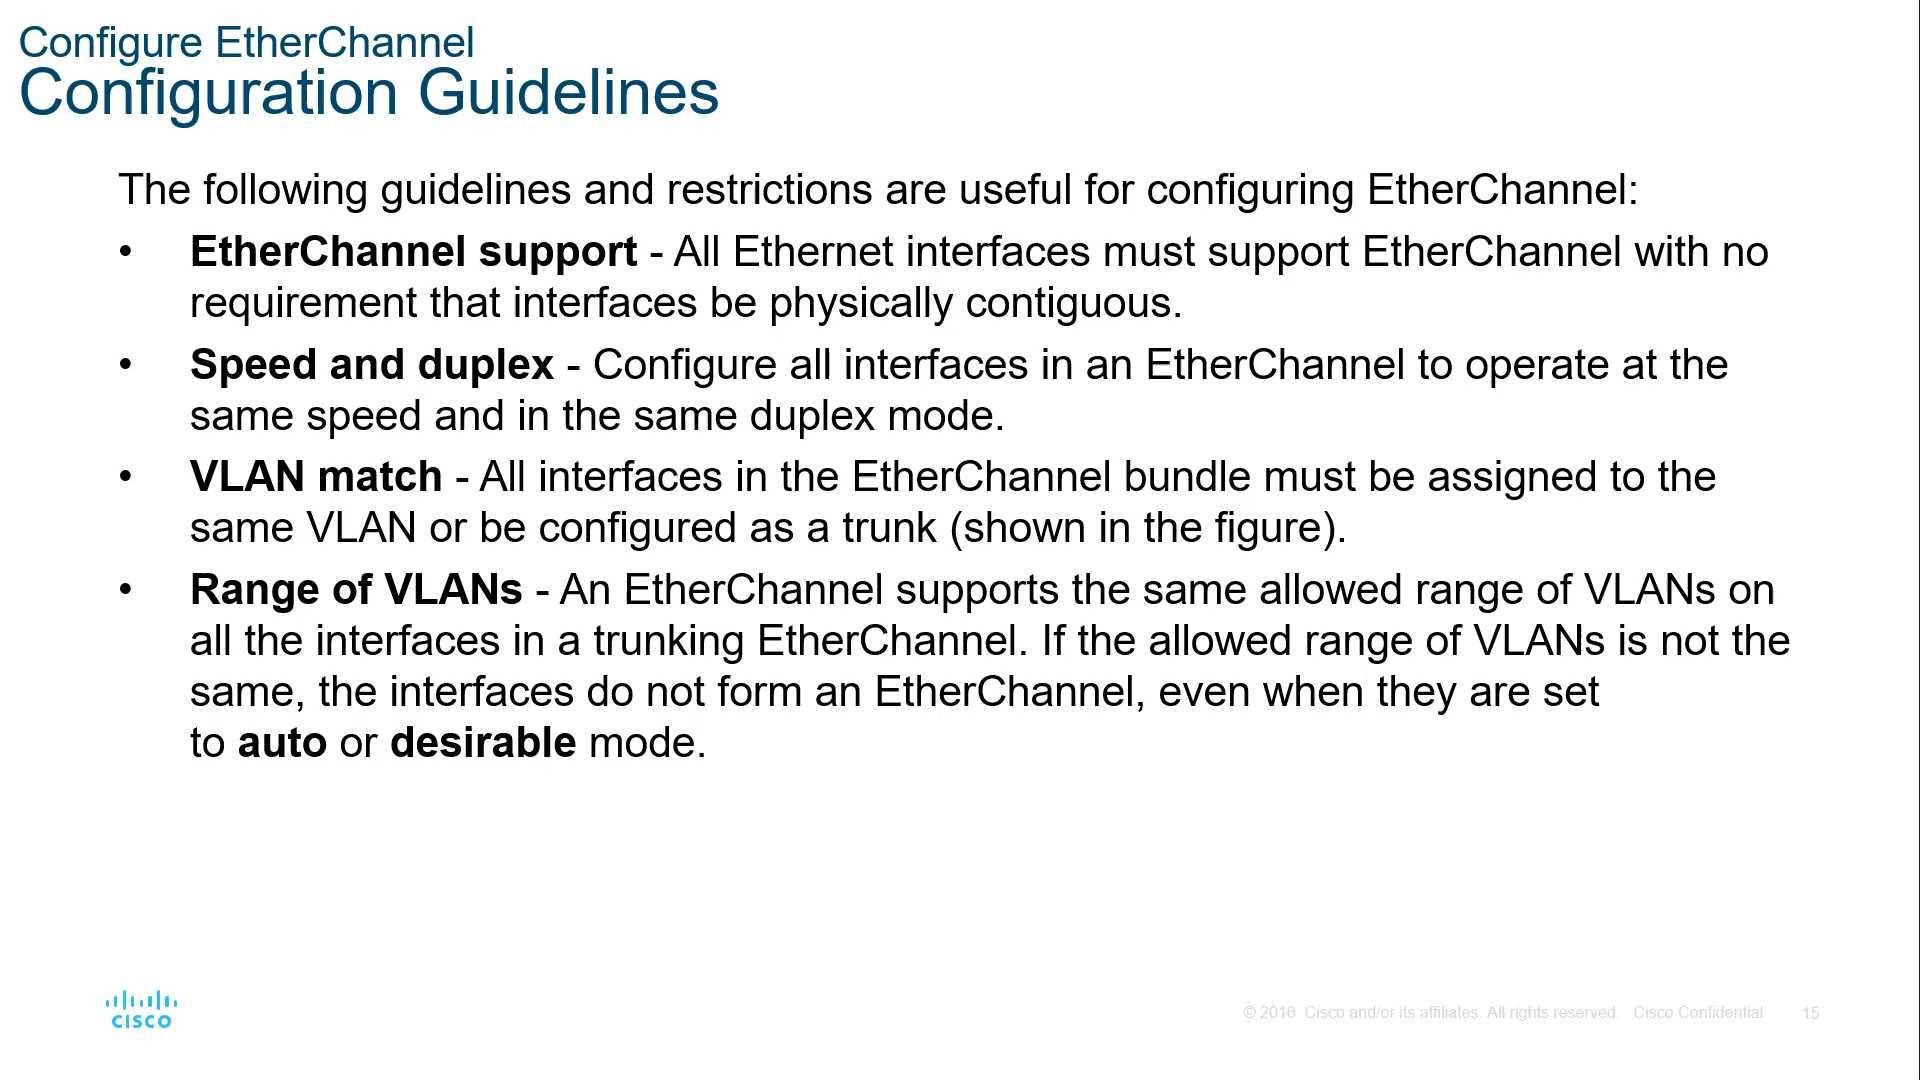 Configure EtherChannel
Configuration Guidelines
The following guidelines and restrictions are useful for configuring EtherChannel:
• EtherChannel support - All Ethernet interfaces must support EtherChannel with no
requirement that interfaces be physically contiguous.
• Speed and duplex - Configure all interfaces in an EtherChannel to operate at the
same speed and in the same duplex mode.
• VLAN match - All interfaces in the EtherChannel bundle must be assigned to the
same VLAN or be configured as a trunk (shown in the figure).
• Range of VLANs - An EtherChannel supports the same allowed range of VLANs on
all the interfaces in a trunking EtherChannel. If the allowed range of VLANs is not the
same, the interfaces do not form an EtherChannel, even when they are set
to auto or desirable mode.
CISCO
© 2016 Cisco and/or its affiliates. All rights reserved. Cisco Confidential 15